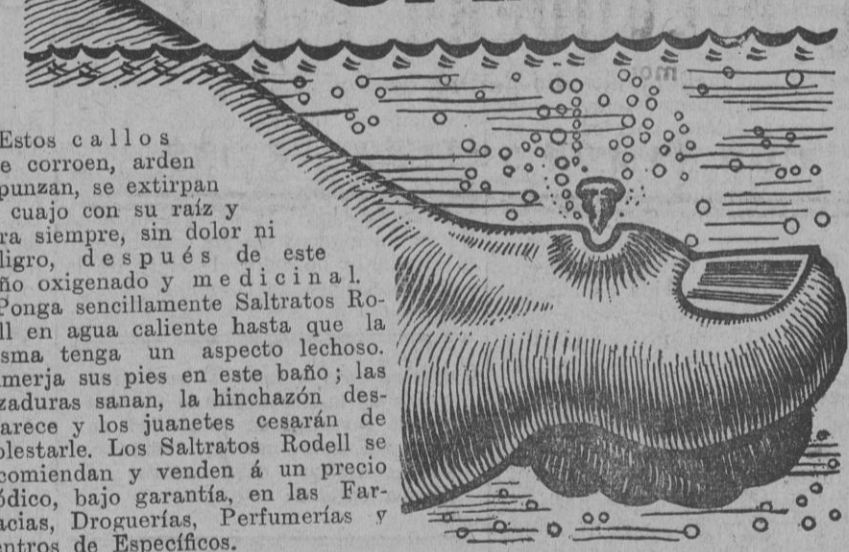 Estos callos
e corroen, arden
punzan, se extirpan
cuajo con su raíz y
ra siempre, sin dolor ni
ligro, después de este
ño oxigenado y medicinal.
Ponga sencillamente Saltratos Ro-
ll en agua caliente hasta que la
sma tenga un aspecto lechoso.
merja sus pies en este baño; las
zaduras sanan, la hinchazón des-
arece y los juanetes cesarán de
olestarle. Los Saltratos Rodell se
comiendan y venden á un precio
ódico, bajo garantía, en las Far-
acias, Droguerías, Perfumerías y
entros de Específicos.